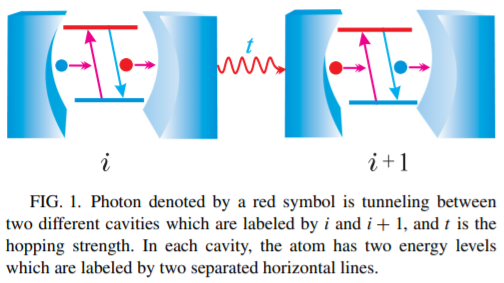 t
i
i+1
FIG. 1. Photon denoted by a red symbol is tunneling between
two different cavities which are labeled by i and i + 1, and t is the
hopping strength. In each cavity, the atom has two energy levels
which are labeled by two separated horizontal lines.